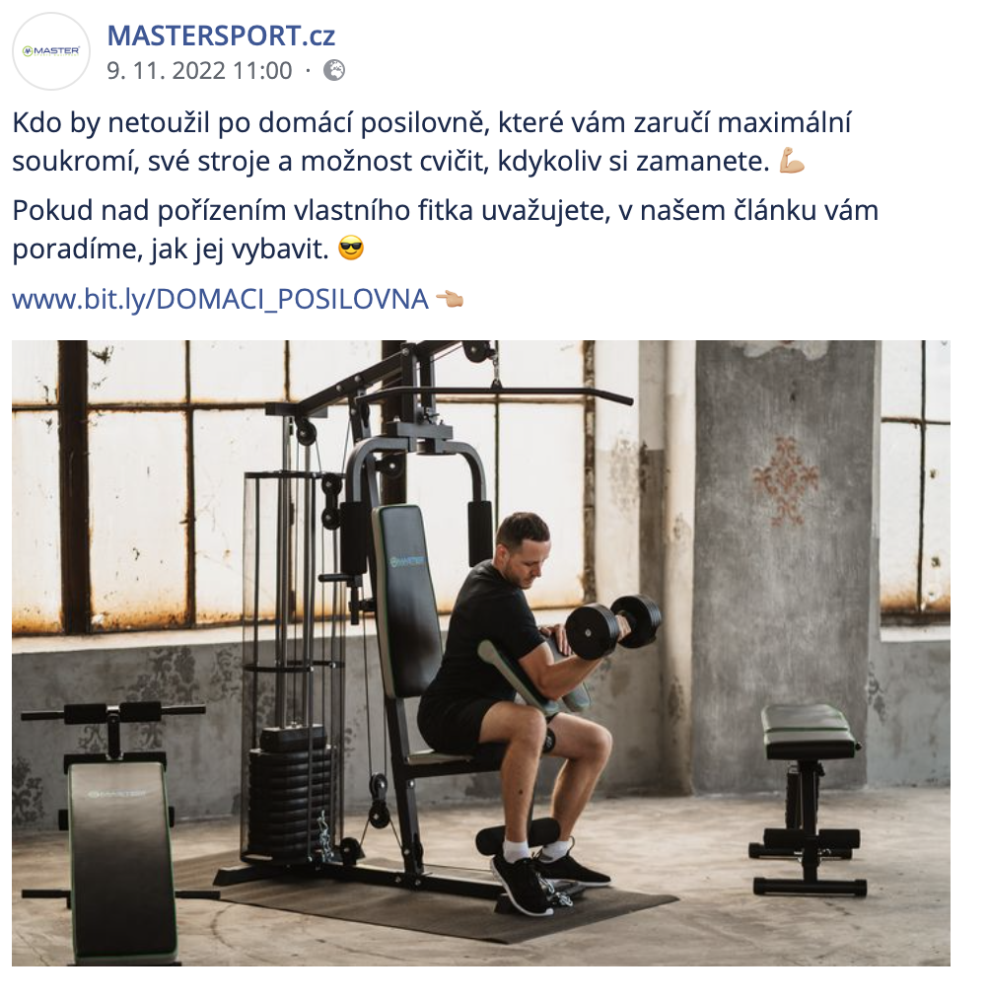 MASTER
MASTERSPORT.cz
9. 11. 2022 11:00 ·
Kdo by netoužil po domácí posilovně, které vám zaručí maximální
soukromí, své stroje a možnost cvičit, kdykoliv si zamanete. 💪🏼
Pokud nad pořízením vlastního fitka uvažujete, v našem článku vám
poradíme, jak jej vybavit. 😎
www.bit.ly/DOMACI_POSILOVNA 👈🏼
MASTER
MASTER